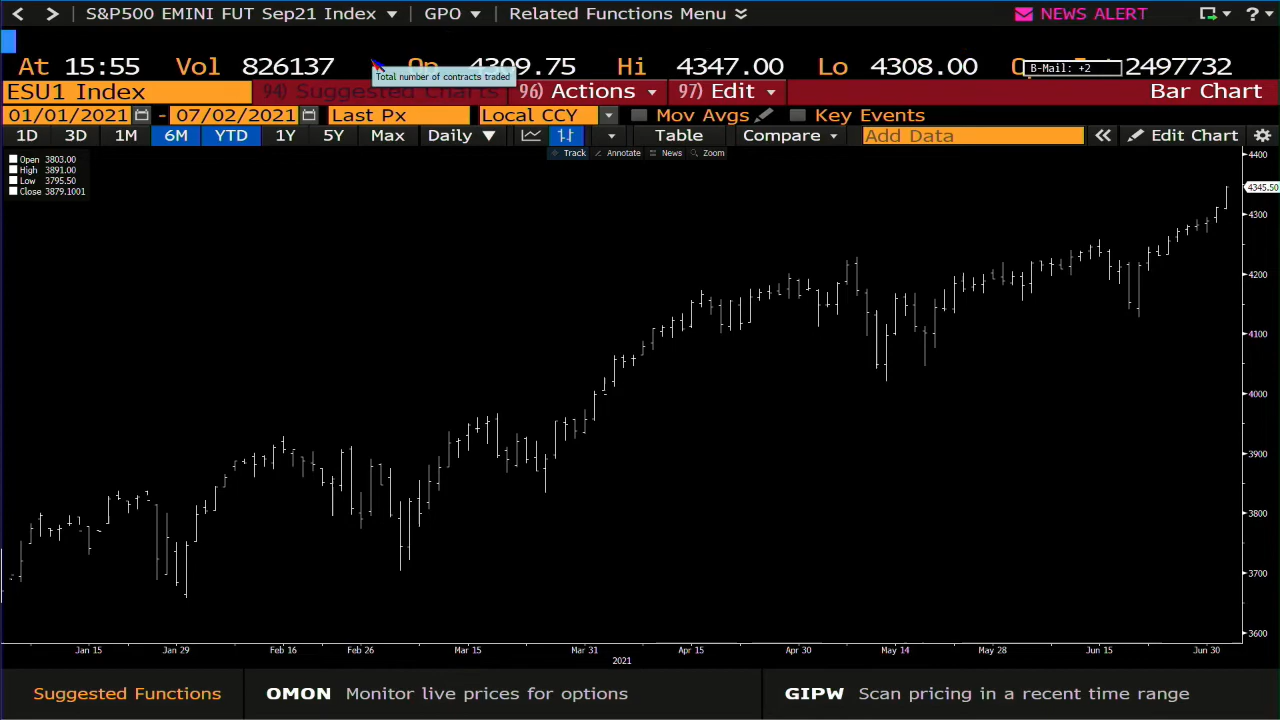 S&P500 EMINI FUT Sep21 Index GPO Related Functions Menu NEWS ALERT ?
At 15:55 Vol 826137 Op 4309.75 Hi 4347.00 Lo 4308.00 2497732
Total number of contracts traded
B-Mail: +2
ESU1 Index 94) Suggested Charts 96) Actions 97) Edit Bar Chart
01/01/2021 - 07/02/2021 Last Px Local CCY Mov Avgs Key Events
1D 3D 1M 6M YTD 1Y 5Y Max Daily Table Compare Add Data Edit Chart
Track Annotate News Zoom
Open 3803.00
High 3891.00
Low 3795.50
Close 3879.1001
4400
4345.50
4300
4200
4100
4000
3900
3800
3700
3600
Jan 15 Jan 29 Feb 16 Feb 26 Mar 15 Mar 31 Apr 15 Apr 30 May 14 May 28 Jun 15 Jun 30
2021
Suggested Functions OMON Monitor live prices for options GIPW Scan pricing in a recent time range